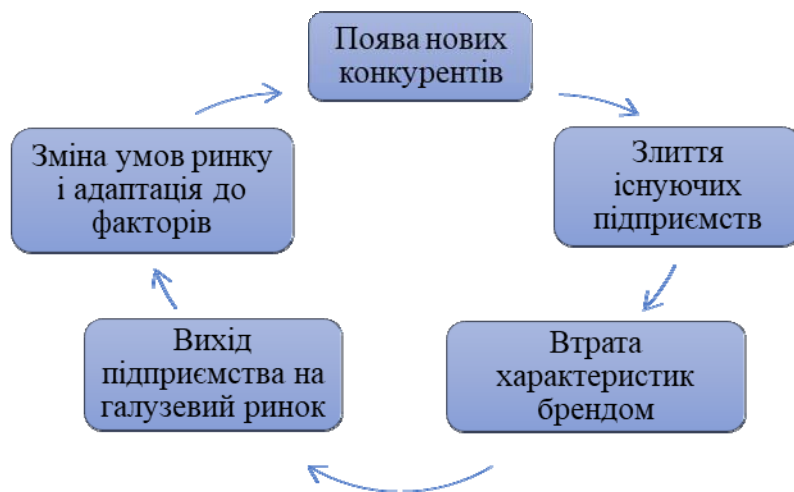 Поява нових
конкурентів
Злиття
існуючих
підприємств
Втрата
характеристик
брендом
Вихід
підприємства на
галузевий ринок
Зміна умов ринку
і адаптація до
факторів